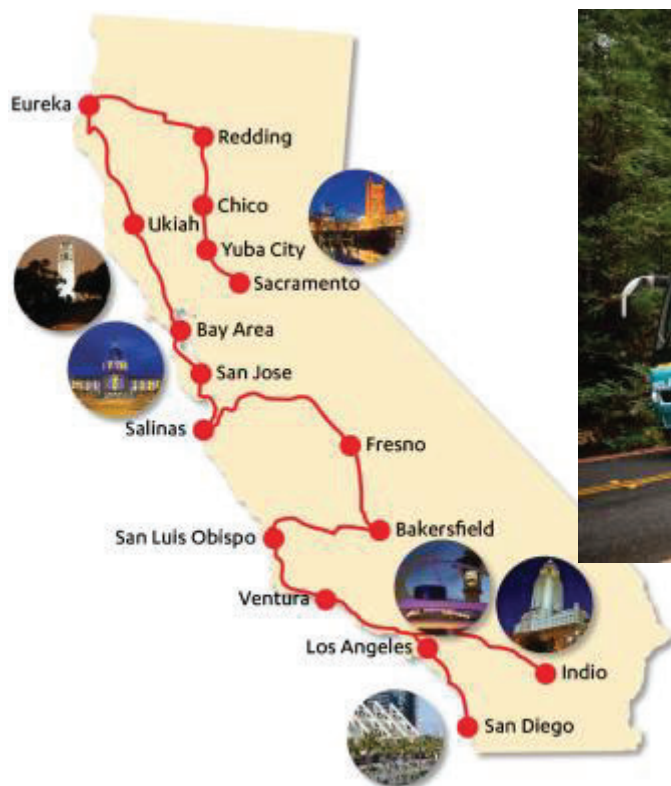 Eureka
Redding
Chico
Ukiah
Yuba City
Sacramento
Bay Area
San Jose
Salinas
Fresno
San Luis Obispo
Bakersfield
Ventura
Los Angeles
Indio
San Diego